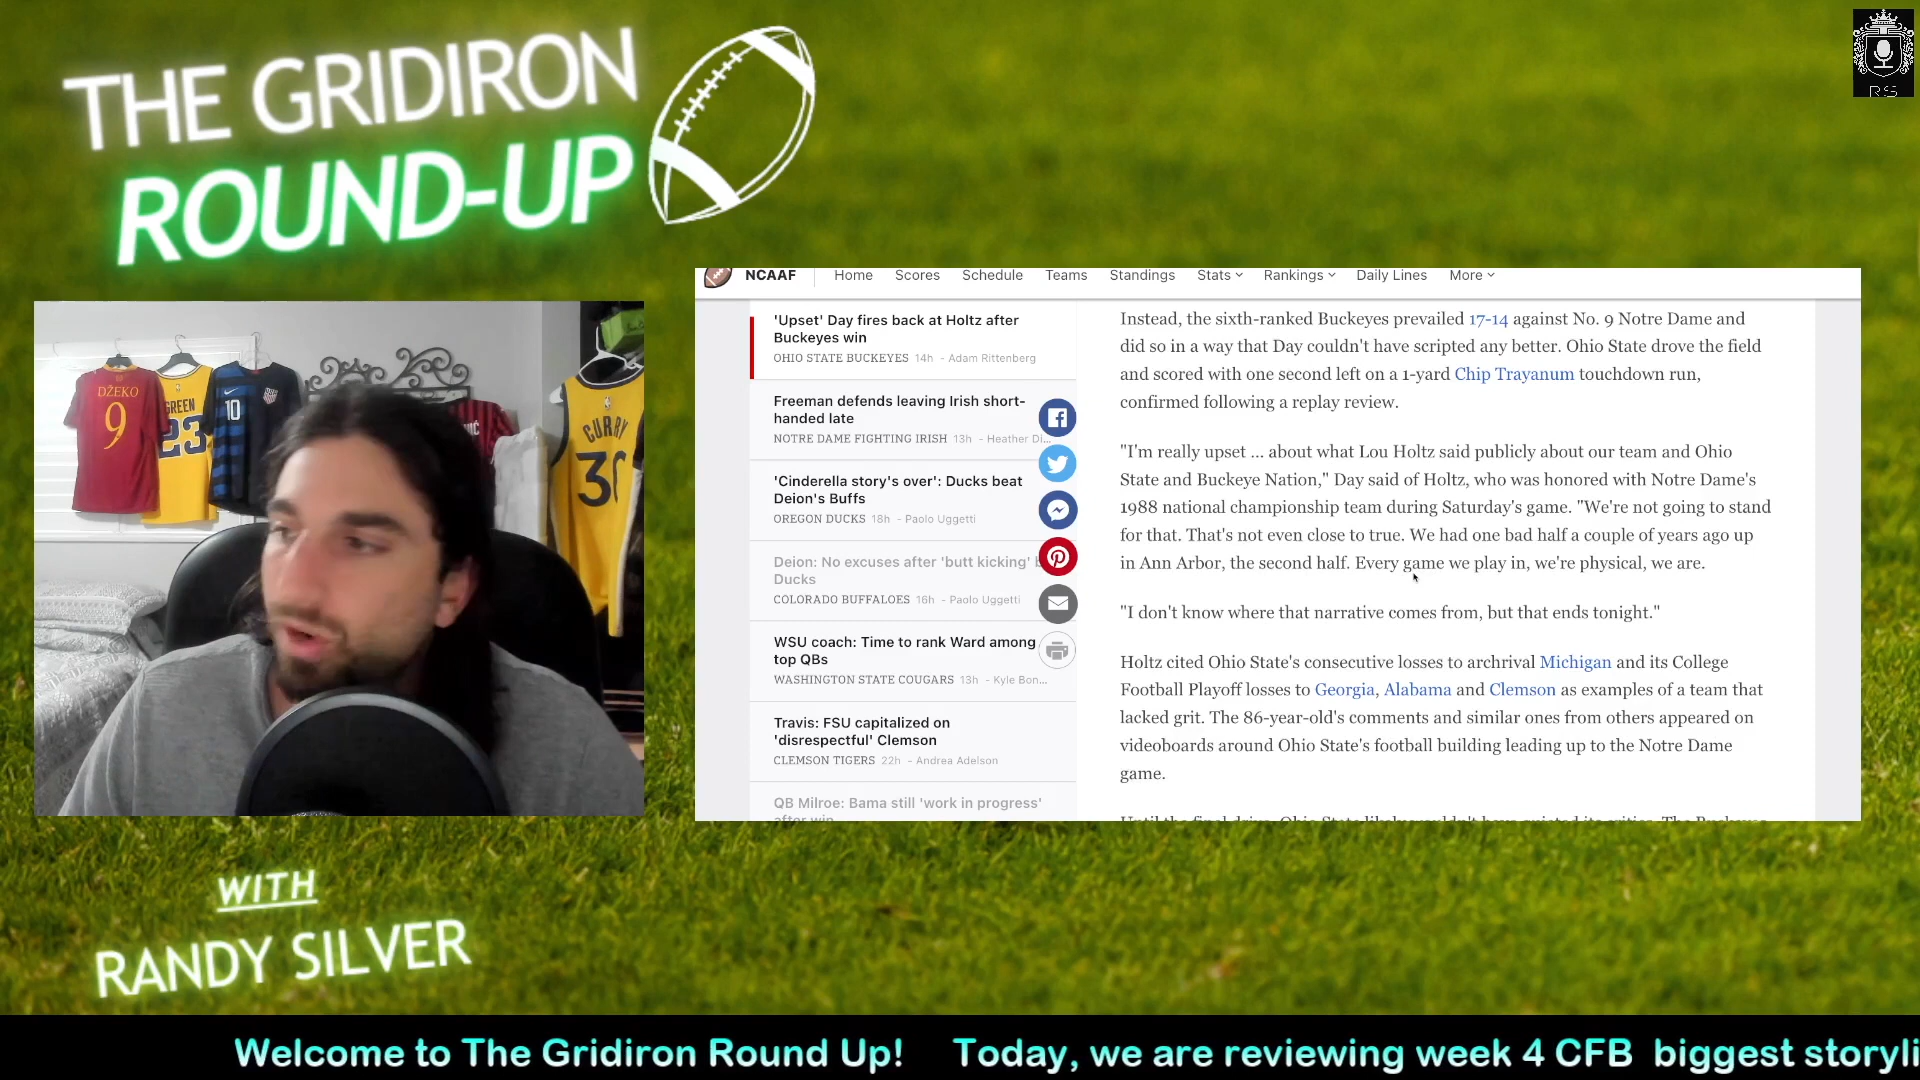 THE GRIDIRON
ROUND-UP
RS
NCAAF Home Scores Schedule Teams Standings Stats Rankings Daily Lines More
DŽEKO
9
GREEN
23
10
CURRY
'Upset' Day fires back at Holtz after
Buckeyes win
OHIO STATE BUCKEYES 14h - Adam Rittenberg
Freeman defends leaving Irish short-
handed late
NOTRE DAME FIGHTING IRISH 13h - Heather Di...
'Cinderella story's over': Ducks beat
Deion's Buffs
OREGON DUCKS 18h - Paolo Uggetti
Deion: No excuses after 'butt kicking'
Ducks
COLORADO BUFFALOES 16h - Paolo Uggetti
WSU coach: Time to rank Ward among
top QBs
WASHINGTON STATE COUGARS 13h - Kyle Bon...
Travis: FSU capitalized on
'disrespectful' Clemson
CLEMSON TIGERS 22h - Andrea Adelson
QB Milroe: Bama still 'work in progress'
after win
Instead, the sixth-ranked Buckeyes prevailed 17-14 against No. 9 Notre Dame and
did so in a way that Day couldn't have scripted any better. Ohio State drove the field
and scored with one second left on a 1-yard Chip Trayanum touchdown run,
confirmed following a replay review.
"I'm really upset ... about what Lou Holtz said publicly about our team and Ohio
State and Buckeye Nation," Day said of Holtz, who was honored with Notre Dame's
1988 national championship team during Saturday's game. "We're not going to stand
for that. That's not even close to true. We had one bad half a couple of years ago up
in Ann Arbor, the second half. Every game we play in, we're physical, we are.
"I don't know where that narrative comes from, but that ends tonight."
Holtz cited Ohio State's consecutive losses to archrival Michigan and its College
Football Playoff losses to Georgia, Alabama and Clemson as examples of a team that
lacked grit. The 86-year-old's comments and similar ones from others appeared on
videoboards around Ohio State's football building leading up to the Notre Dame
game.
WITH
RANDY SILVER
Welcome to The Gridiron Round Up! Today, we are reviewing week 4 CFB biggest storyli